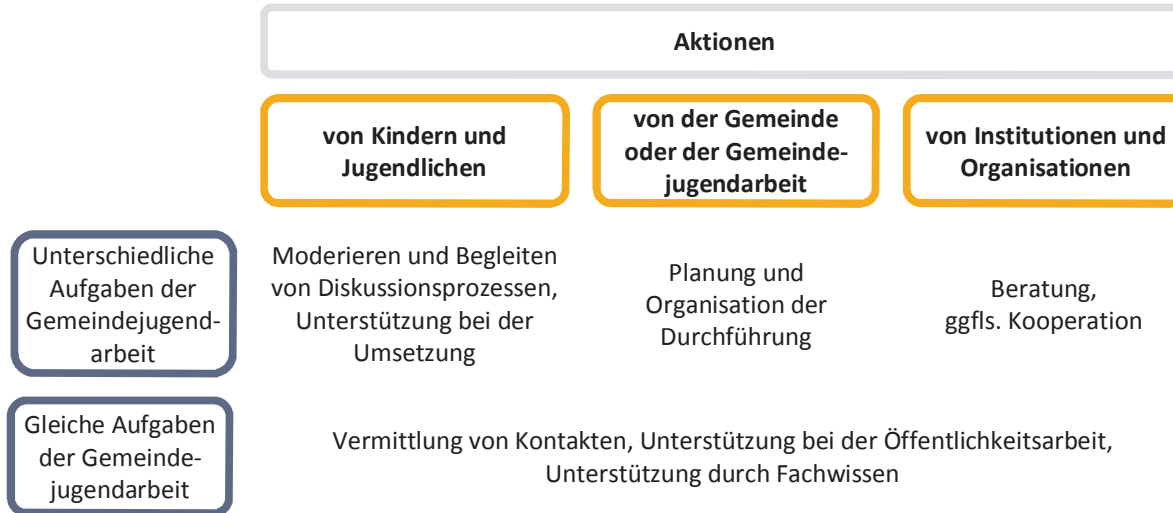 Aktionen
von Kindern und
Jugendlichen
von der Gemeinde
oder der Gemeinde-
jugendarbeit
von Institutionen und
Organisationen
Unterschiedliche
Aufgaben der
Gemeindejugend-
arbeit
Moderieren und Begleiten
von Diskussionsprozessen,
Unterstützung bei der
Umsetzung
Planung und
Organisation der
Durchführung
Beratung,
ggfls. Kooperation
Gleiche Aufgaben
der Gemeinde-
jugendarbeit
Vermittlung von Kontakten, Unterstützung bei der Öffentlichkeitsarbeit,
Unterstützung durch Fachwissen